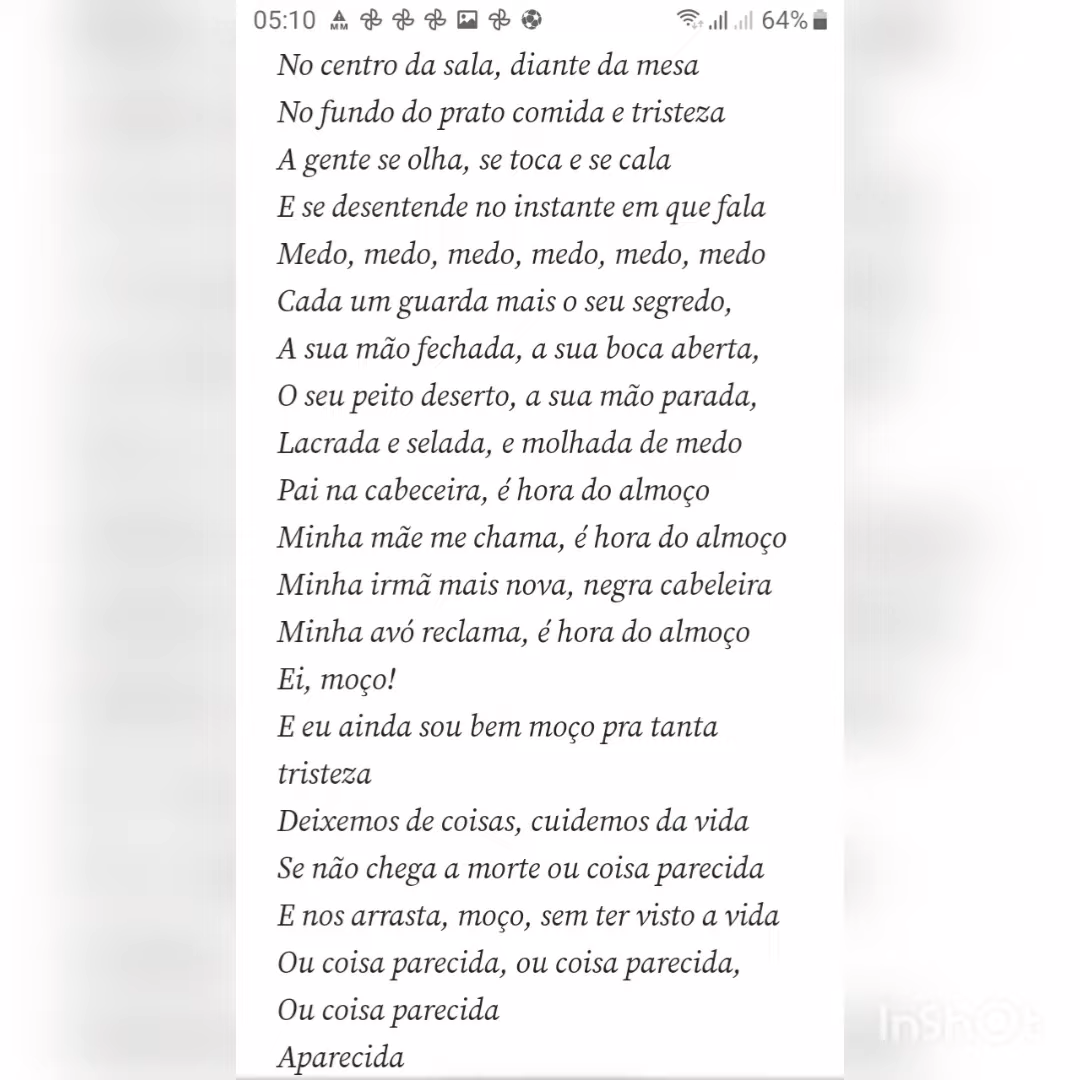 05:10
64%
No centro da sala, diante da mesa
No fundo do prato comida e tristeza
A gente se olha, se toca e se cala
E se desentende no instante em que fala
Medo, medo, medo, medo, medo, medo
Cada um guarda mais o seu segredo,
A sua mão fechada, a sua boca aberta,
O seu peito deserto, a sua mão parada,
Lacrada e selada, e molhada de medo
Pai na cabeceira, é hora do almoço
Minha mãe me chama, é hora do almoço
Minha irmã mais nova, negra cabeleira
Minha avó reclama, é hora do almoço
Ei, moço!
E eu ainda sou bem moço pra tanta
tristeza
Deixemos de coisas, cuidemos da vida
Se não chega a morte ou coisa parecida
E nos arrasta, moço, sem ter visto a vida
Ou coisa parecida, ou coisa parecida,
Ou coisa parecida
Aparecida
InShOt